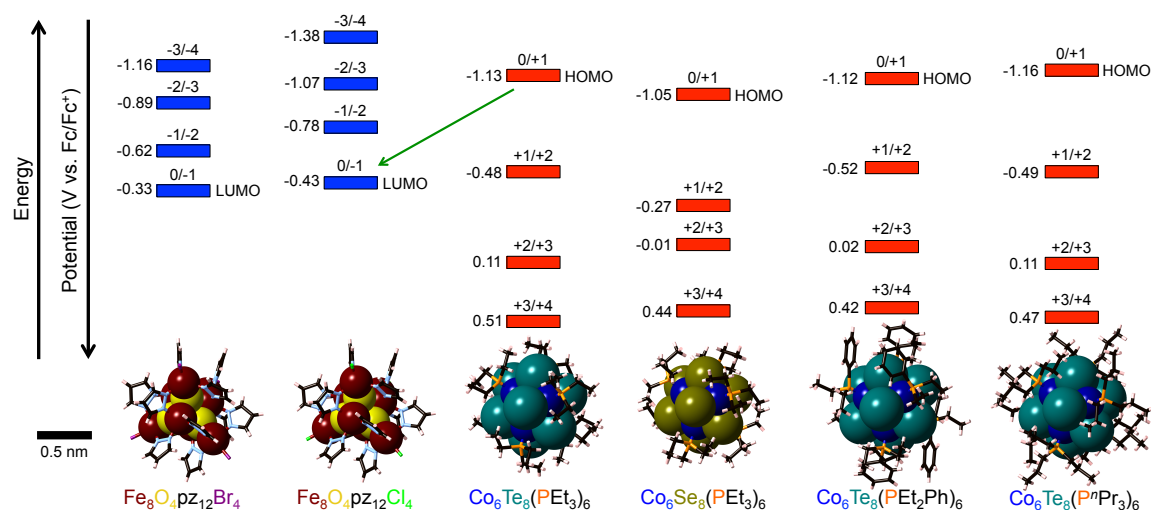 Energy
Potential (V vs. Fc/Fc⁺)
-3/-4
-1.16
-2/-3
-0.89
-1/-2
-0.62
0/-1
-0.33 LUMO
Fe₈O₄pz₁₂Br₄
-3/-4
-1.38
-2/-3
-1.07
-1/-2
-0.78
0/-1
-0.43 LUMO
Fe₈O₄pz₁₂Cl₄
0/+1
-1.13 HOMO
+1/+2
-0.48
+2/+3
0.11
+3/+4
0.51
Co₆Te₈(PEt₃)₆
0/+1
-1.05 HOMO
+1/+2
-0.27
+2/+3
-0.01
+3/+4
0.44
Co₆Se₈(PEt₃)₆
0/+1
-1.12 HOMO
+1/+2
-0.52
+2/+3
0.02
+3/+4
0.42
Co₆Te₈(PEt₂Ph)₆
0/+1
-1.16 HOMO
+1/+2
-0.49
+2/+3
0.11
+3/+4
0.47
Co₆Te₈(PⁿPr₃)₆
0.5 nm